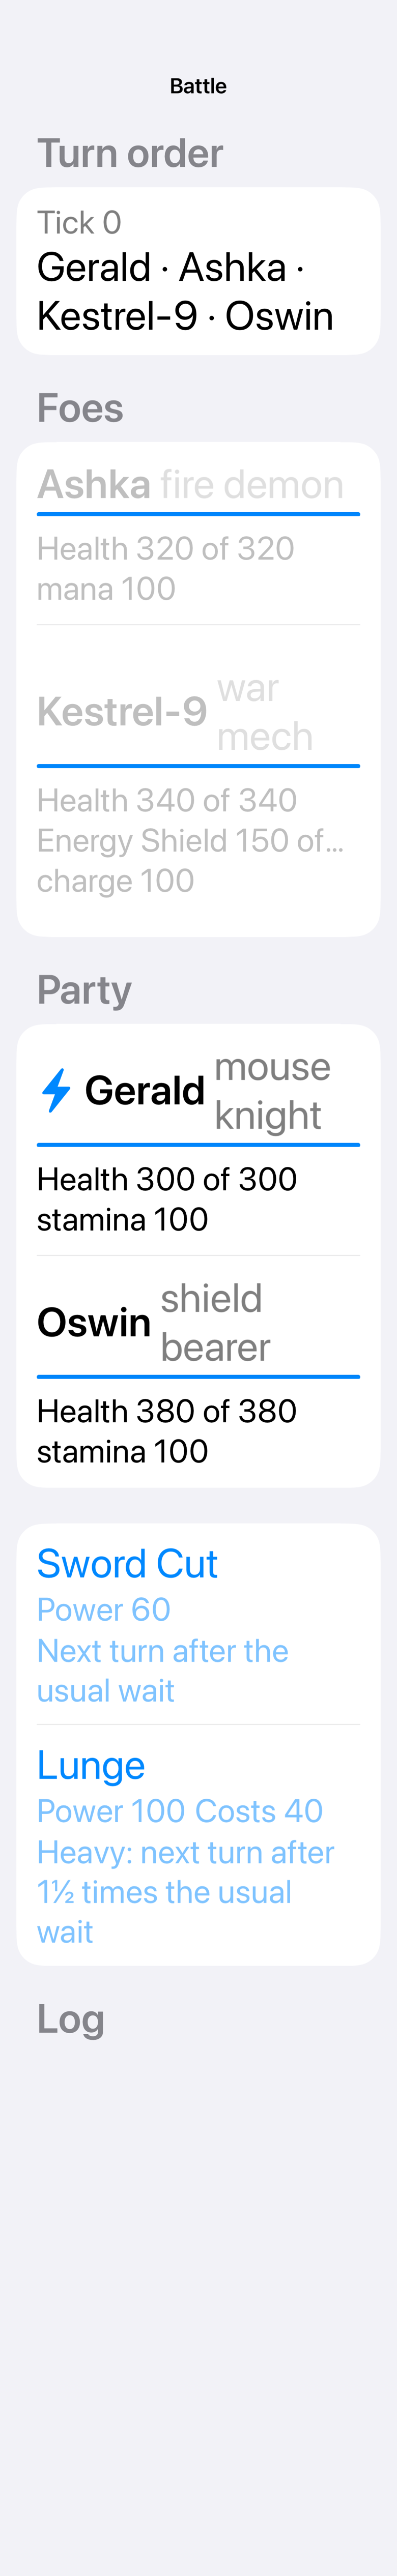 Battle
Turn order
Tick 0
Gerald · Ashka ·
Kestrel-9 · Oswin
Foes
Ashka fire demon
Health 320 of 320
mana 100
Kestrel-9 war
mech
Health 340 of 340
Energy Shield 150 of...
charge 100
Party
Gerald mouse
knight
Health 300 of 300
stamina 100
Oswin shield
bearer
Health 380 of 380
stamina 100
Sword Cut
Power 60
Next turn after the
usual wait
Lunge
Power 100 Costs 40
Heavy: next turn after
1½ times the usual
wait
Log